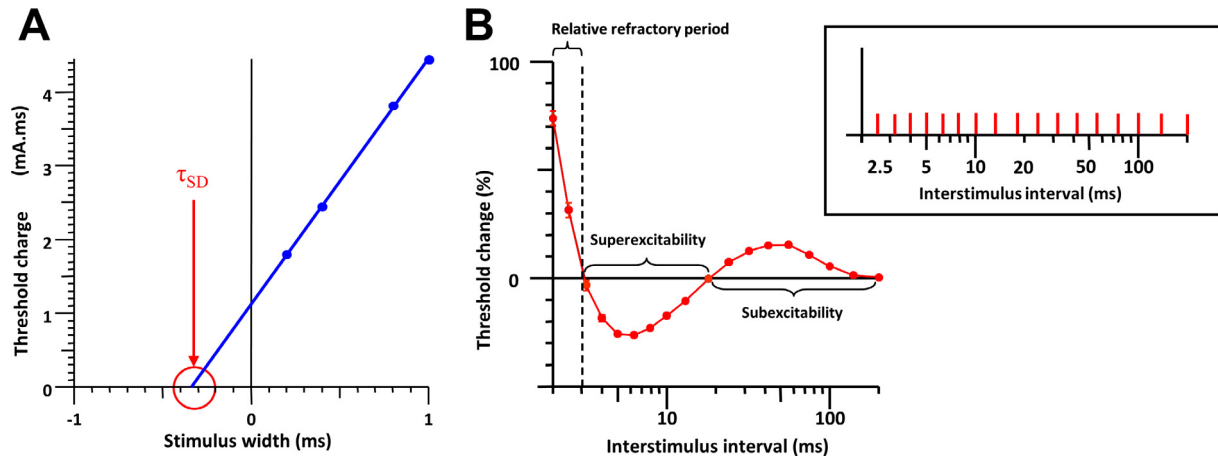 A
Threshold charge (mA.ms)
4
3
2
1
0
τSD
-1
0
1
Stimulus width (ms)
B
Relative refractory period
100
0
Threshold change (%)
Superexcitability
Subexcitability
10
100
Interstimulus interval (ms)
2.5
5
10
20
50
100
Interstimulus interval (ms)